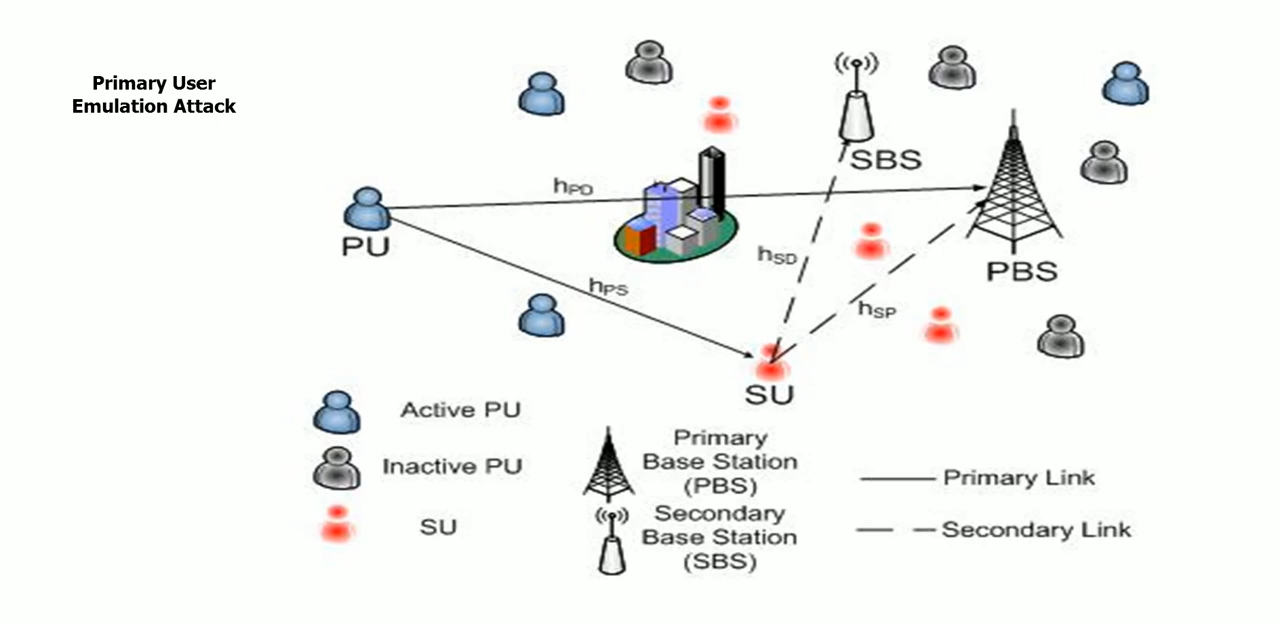 Primary User
Emulation Attack
SBS
hPD
PU
hSD
PBS
hPS
hSP
SU
Active PU
Inactive PU
SU
Primary
Base Station
(PBS)
Secondary
Base Station
(SBS)
Primary Link
Secondary Link